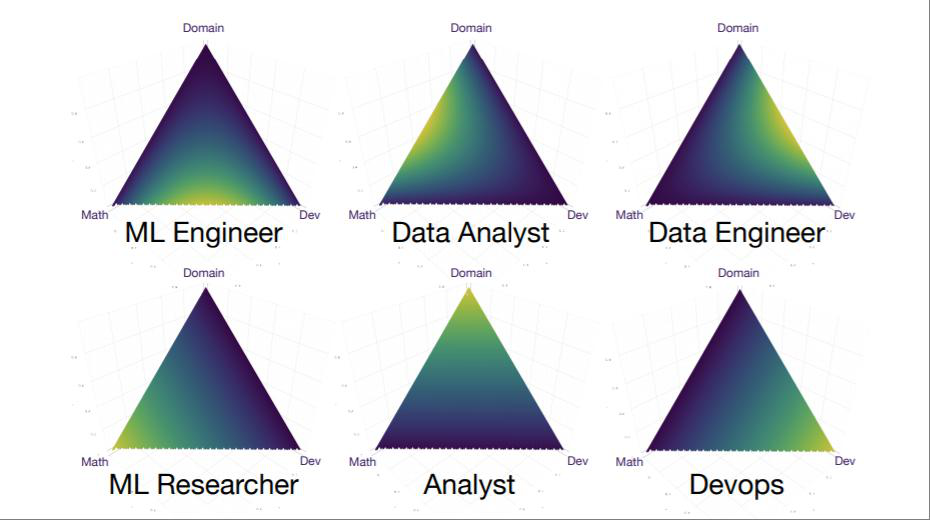 Domain Domain Domain
Math Dev Math Dev Math Dev
ML Engineer Data Analyst Data Engineer
Domain Domain Domain
Math Dev Math Dev Math Dev
ML Researcher Analyst Devops